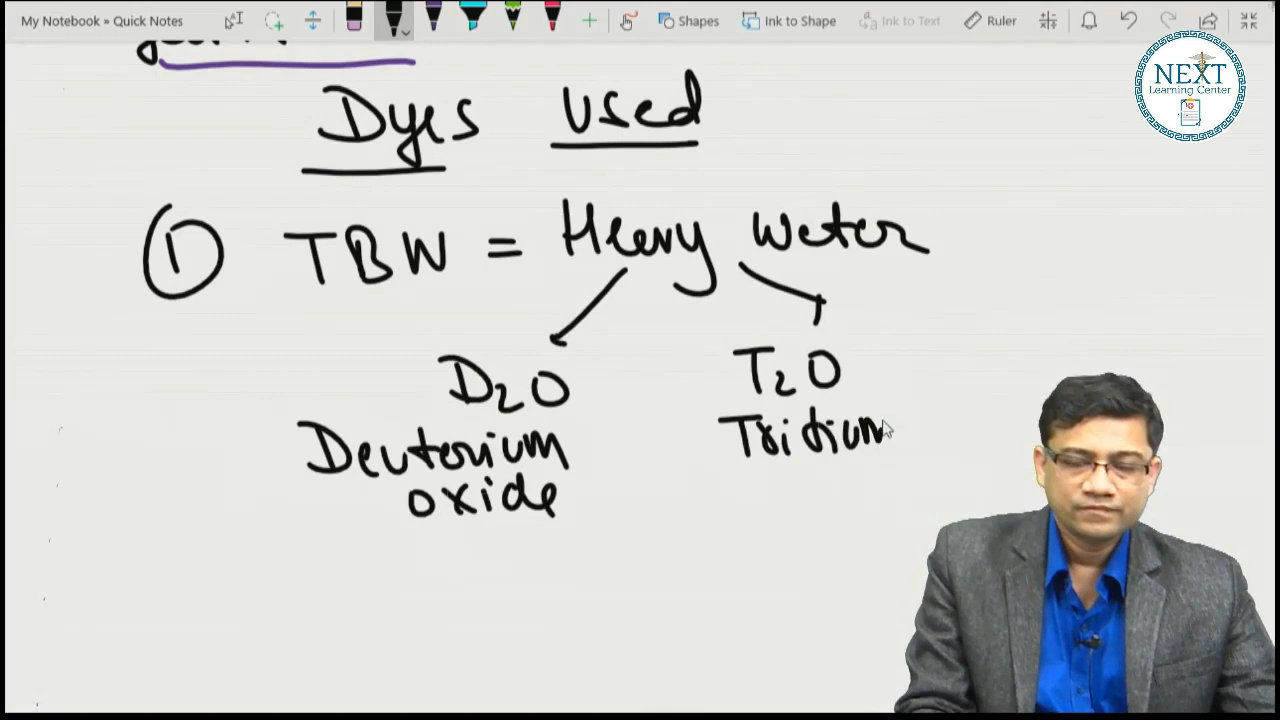 My Notebook » Quick Notes
Shapes
Ink to Shape
Ink to Text
Ruler
NEXT
Learning Center
Dyes used
1 TBW = Heavy water
D2O T2O
Deuterium Tritium
oxide